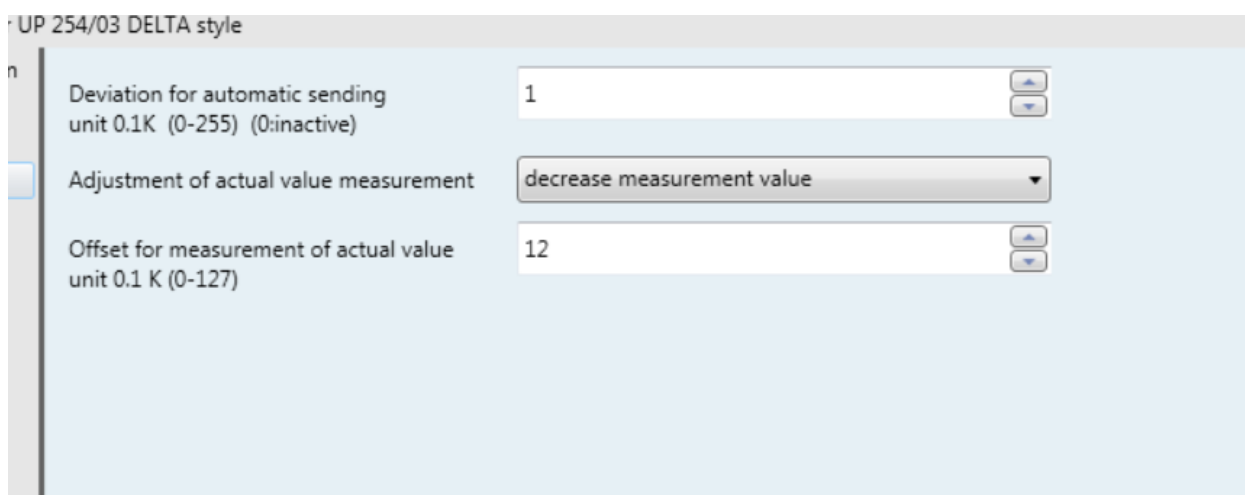 UP 254/03 DELTA style
Deviation for automatic sending
unit 0.1K (0-255) (0:inactive)
1
Adjustment of actual value measurement
decrease measurement value
Offset for measurement of actual value
unit 0.1 K (0-127)
12